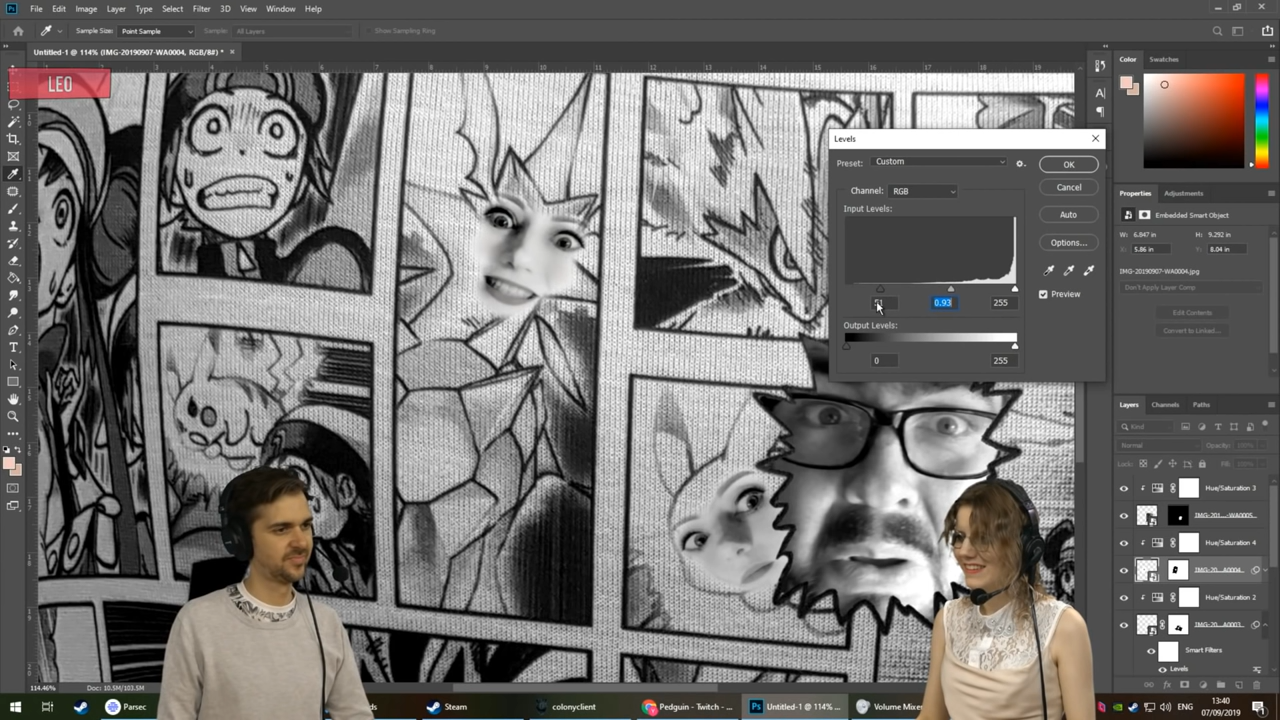 Ps File Edit Image Layer Type Select Filter 3D View Window Help
Sample Size: Point Sample Sample: All Layers Show Sampling Ring
Untitled-1 @ 114% (IMG-20190907-WA0004, RGB/8#) *
LEO
Levels
Preset: Custom
OK
Channel: RGB
Cancel
Input Levels:
Auto
Options...
Preview
51 0.93 255
Output Levels:
0 255
Color Swatches
Properties Adjustments
Embedded Smart Object
W: 6.847 in H: 9.292 in
X: 5.86 in Y: 8.04 in
IMG-20190907-WA0004.jpg
Don't Apply Layer Comp
Edit Contents
Convert to Linked...
Layers Channels Paths
Kind
Normal Opacity: 100%
Lock: Fill: 100%
Hue/Saturation 3
IMG-201...-WA0005
Hue/Saturation 4
IMG-20...A0004
Hue/Saturation 2
IMG-20...A0003
Smart Filters
Levels
114.46% Doc: 10.5M/103.5M
Parsec
ds
Steam
colonyclient
Pedguin - Twitch - ...
Untitled-1 @ 114% ...
Volume Mixer
ENG
13:40
07/09/2019